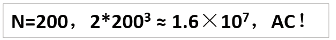 N=200，2*200³ ≈ 1.6×10⁷，AC！